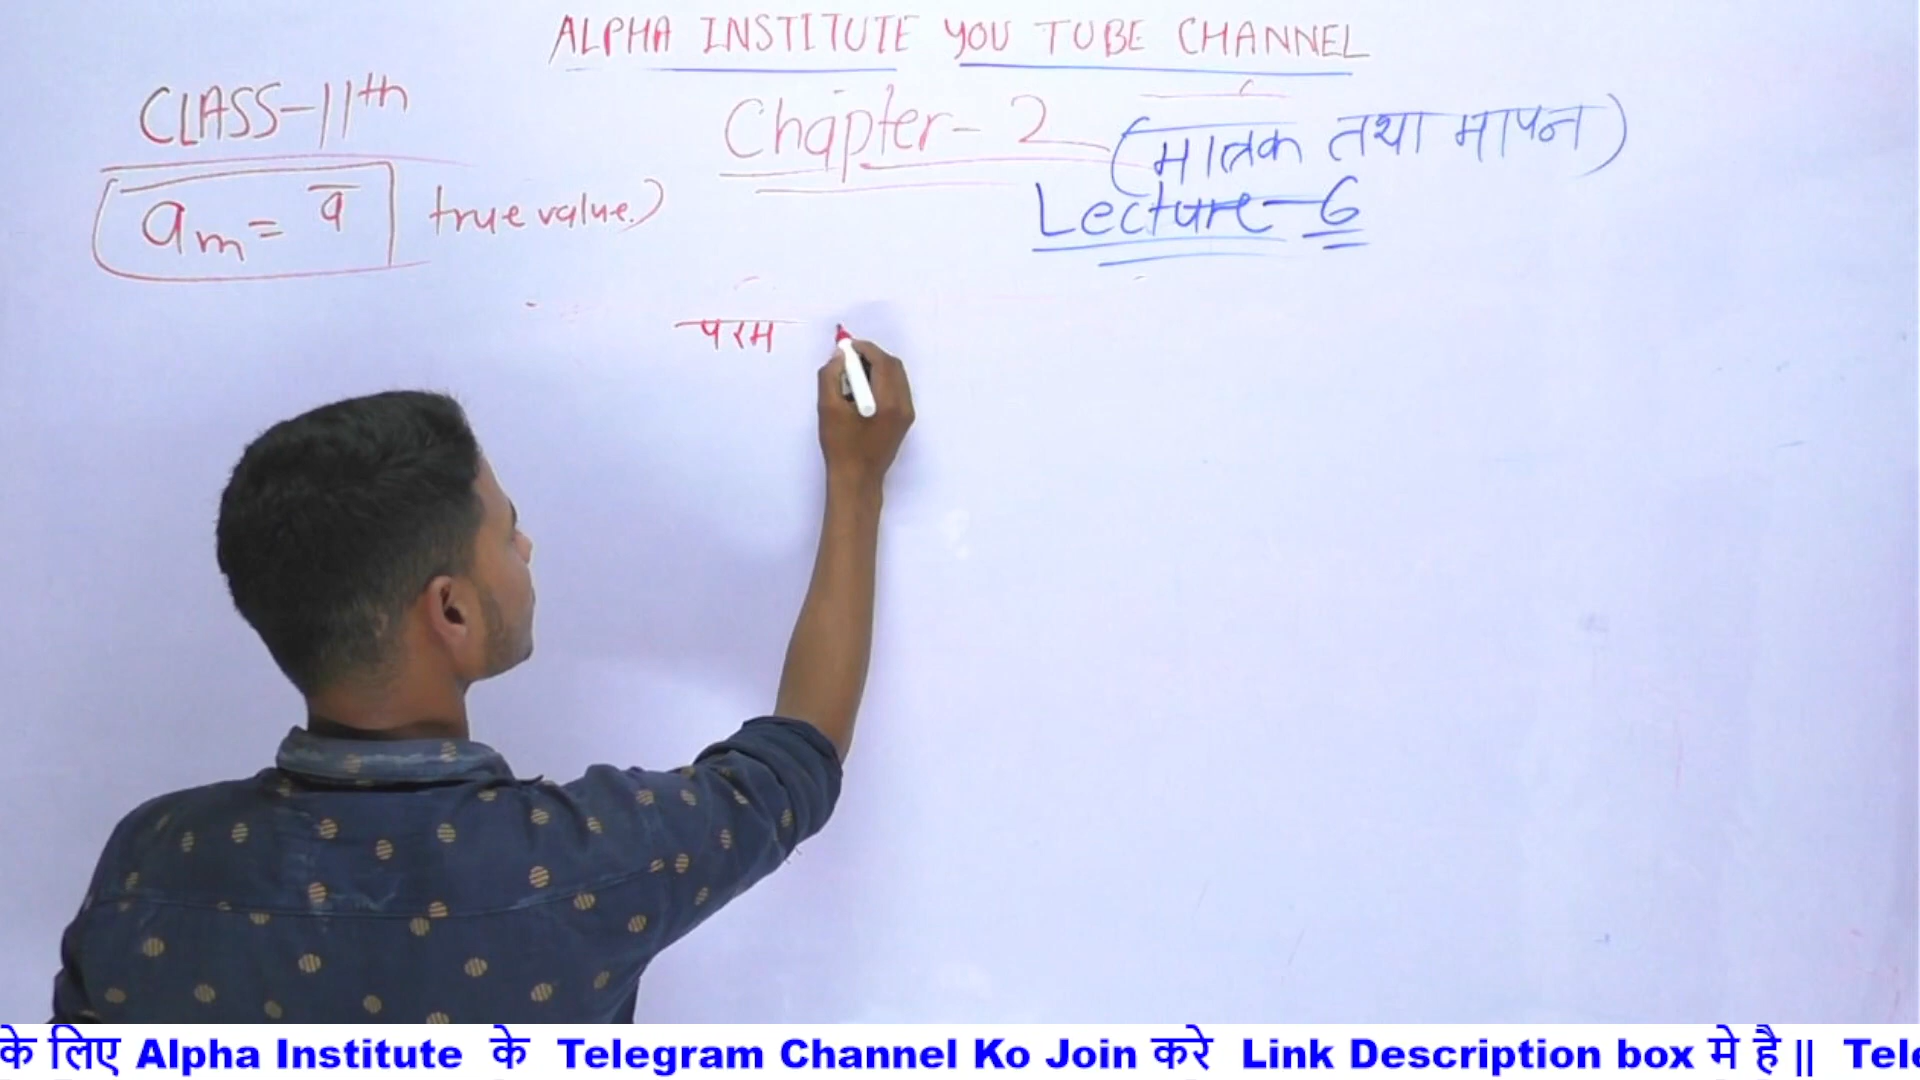 ALPHA INSTITUTE YOU TUBE CHANNEL
CLASS-11th
Chapter-2 (मात्रक तथा मापन)
Lecture-6
am = ā true value.)
परम
के लिए Alpha Institute के Telegram Channel Ko Join करे Link Description box मे है || Tele